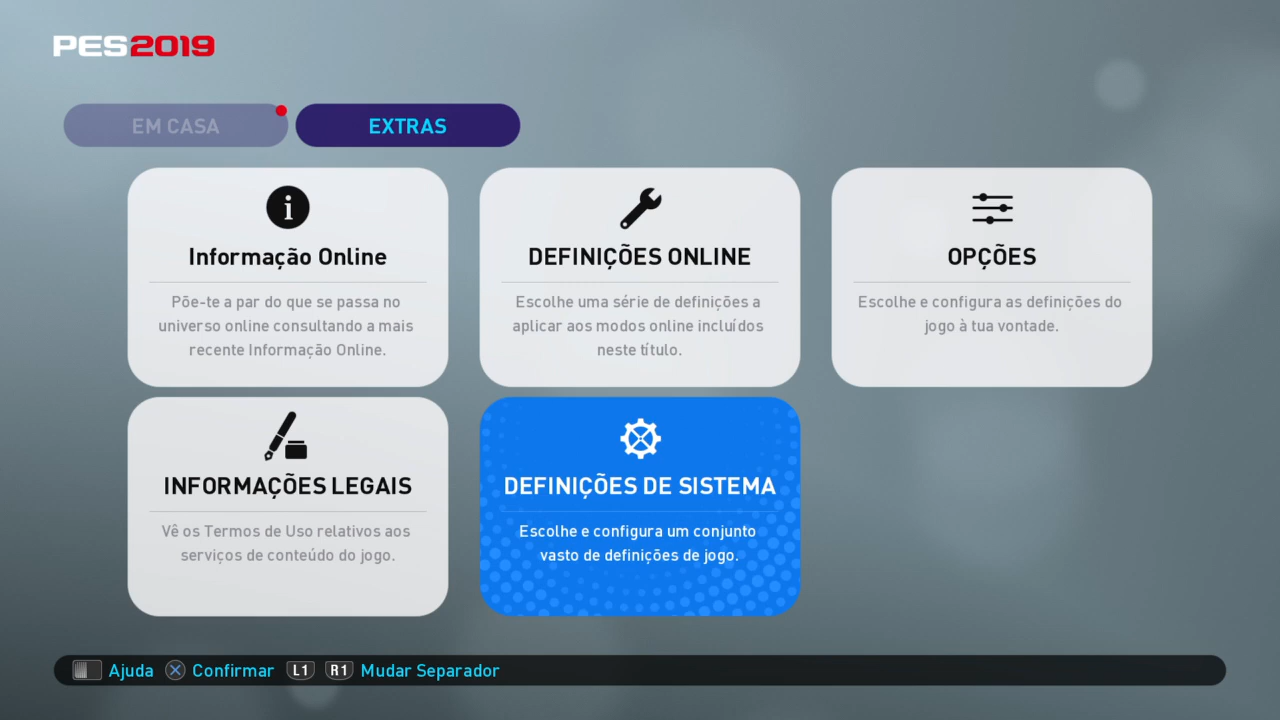 PES2019
EM CASA
EXTRAS
Informação Online
Põe-te a par do que se passa no
universo online consultando a mais
recente Informação Online.
DEFINIÇÕES ONLINE
Escolhe uma série de definições a
aplicar aos modos online incluídos
neste título.
OPÇÕES
Escolhe e configura as definições do
jogo à tua vontade.
INFORMAÇÕES LEGAIS
Vê os Termos de Uso relativos aos
serviços de conteúdo do jogo.
DEFINIÇÕES DE SISTEMA
Escolhe e configura um conjunto
vasto de definições de jogo.
Ajuda Confirmar L1 R1 Mudar Separador